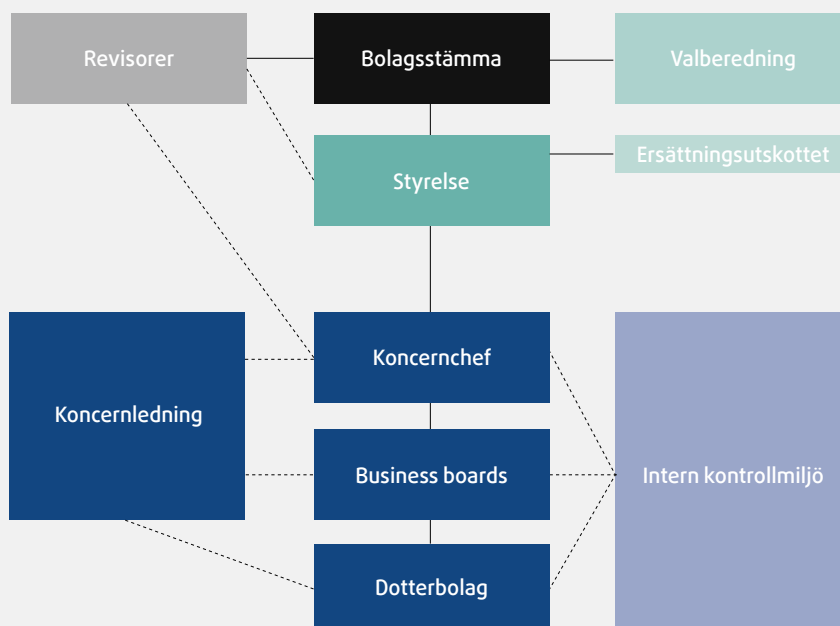 Revisorer
Bolagsstämma
Valberedning
Styrelse
Ersättningsutskottet
Koncernledning
Koncernchef
Business boards
Dotterbolag
Intern kontrollmiljö